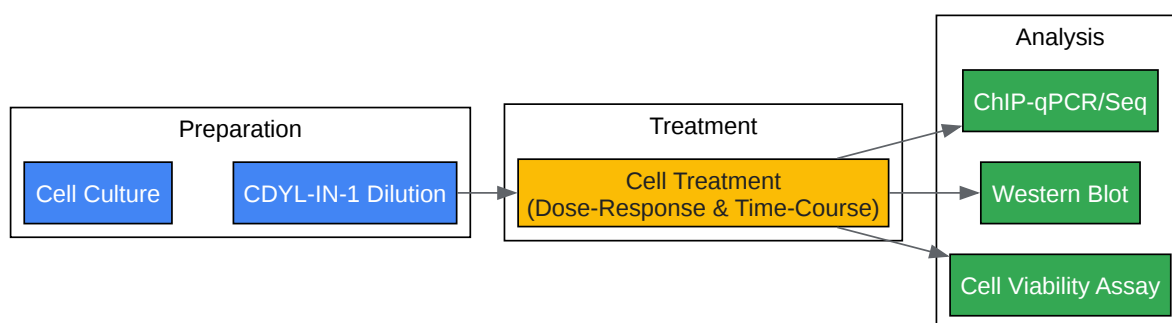 Preparation
Cell Culture
CDYL-IN-1 Dilution
Treatment
Cell Treatment
(Dose-Response & Time-Course)
Analysis
ChIP-qPCR/Seq
Western Blot
Cell Viability Assay